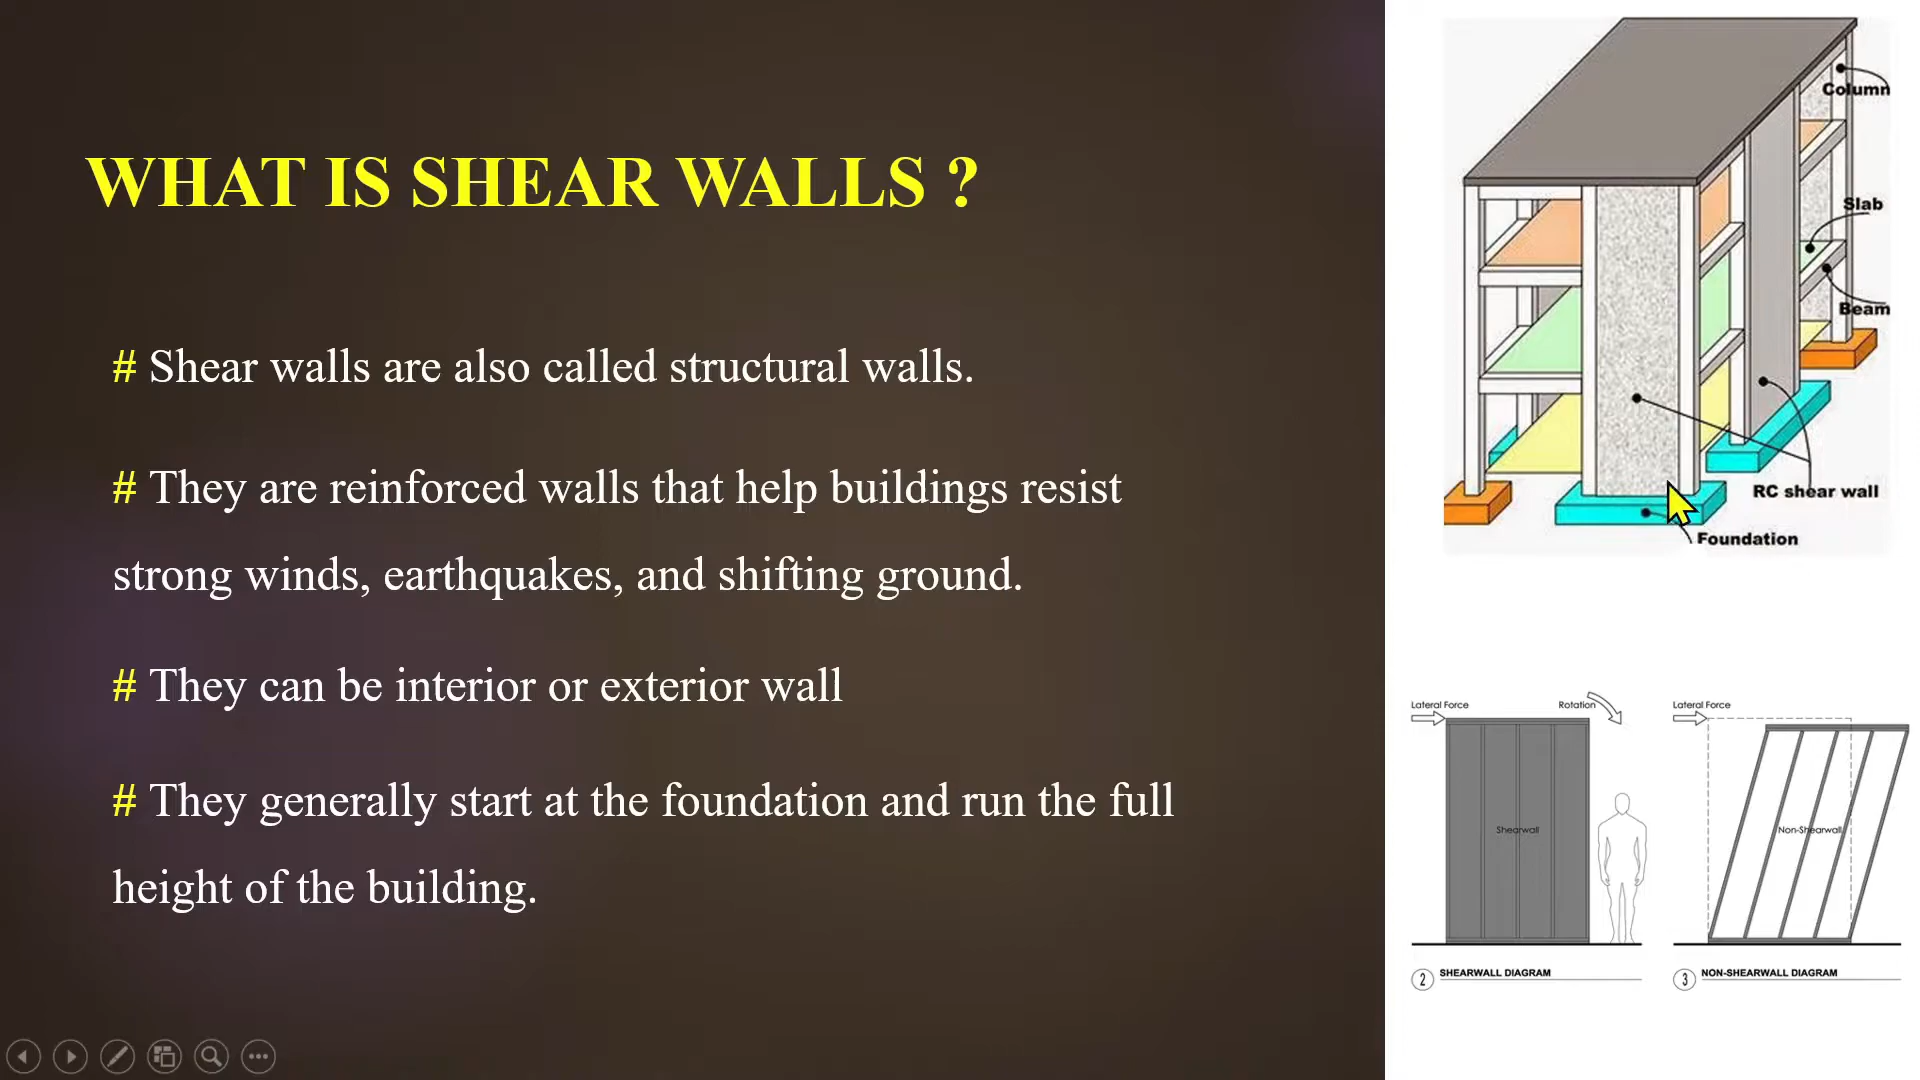 WHAT IS SHEAR WALLS ?
# Shear walls are also called structural walls.
# They are reinforced walls that help buildings resist
strong winds, earthquakes, and shifting ground.
# They can be interior or exterior wall
# They generally start at the foundation and run the full
height of the building.
Column
Slab
Beam
RC shear wall
Foundation
Lateral Force
Rotation
Shearwall
2 SHEARWALL DIAGRAM
Lateral Force
Non-Shearwall
3 NON-SHEARWALL DIAGRAM